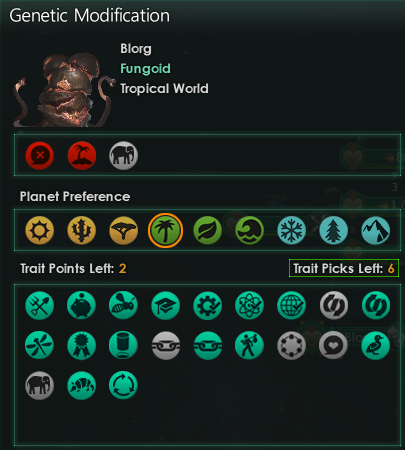 Genetic Modification
Blorg
Fungoid
Tropical World
Planet Preference
Trait Points Left: 2
Trait Picks Left: 6